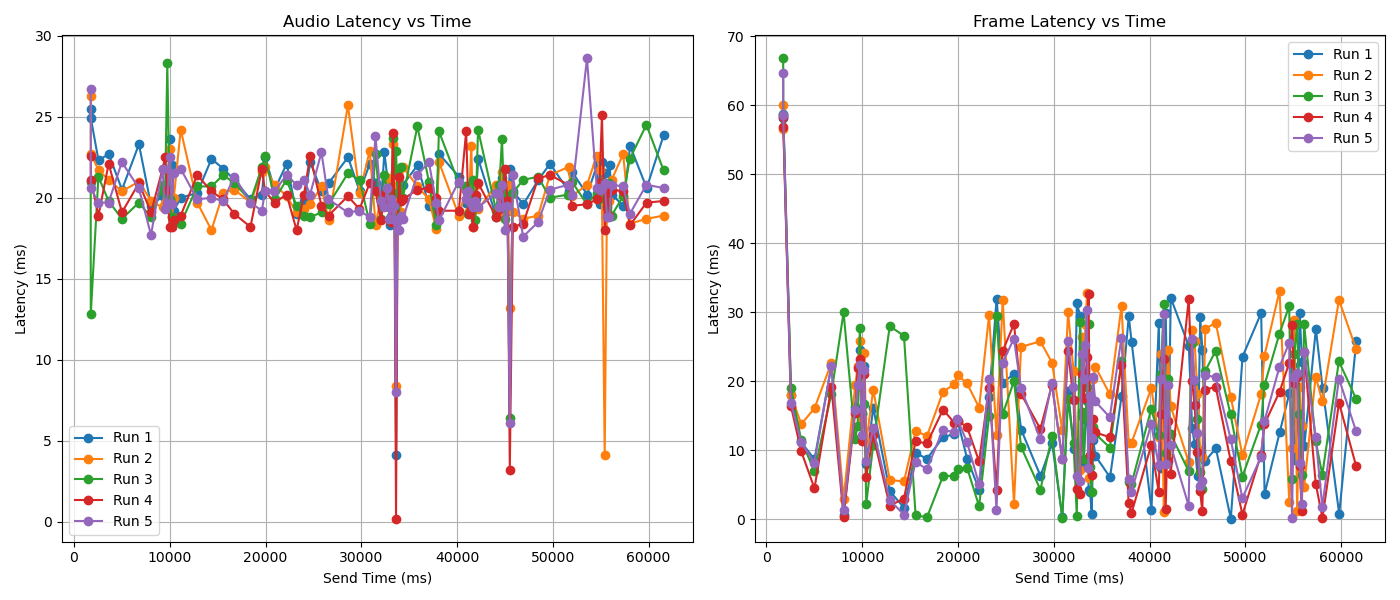 Audio Latency vs Time
30
25
20
15
10
5
0
Latency (ms)
Run 1
Run 2
Run 3
Run 4
Run 5
0 10000 20000 30000 40000 50000 60000
Send Time (ms)
Frame Latency vs Time
70
60
50
40
30
20
10
0
Latency (ms)
Run 1
Run 2
Run 3
Run 4
Run 5
0 10000 20000 30000 40000 50000 60000
Send Time (ms)